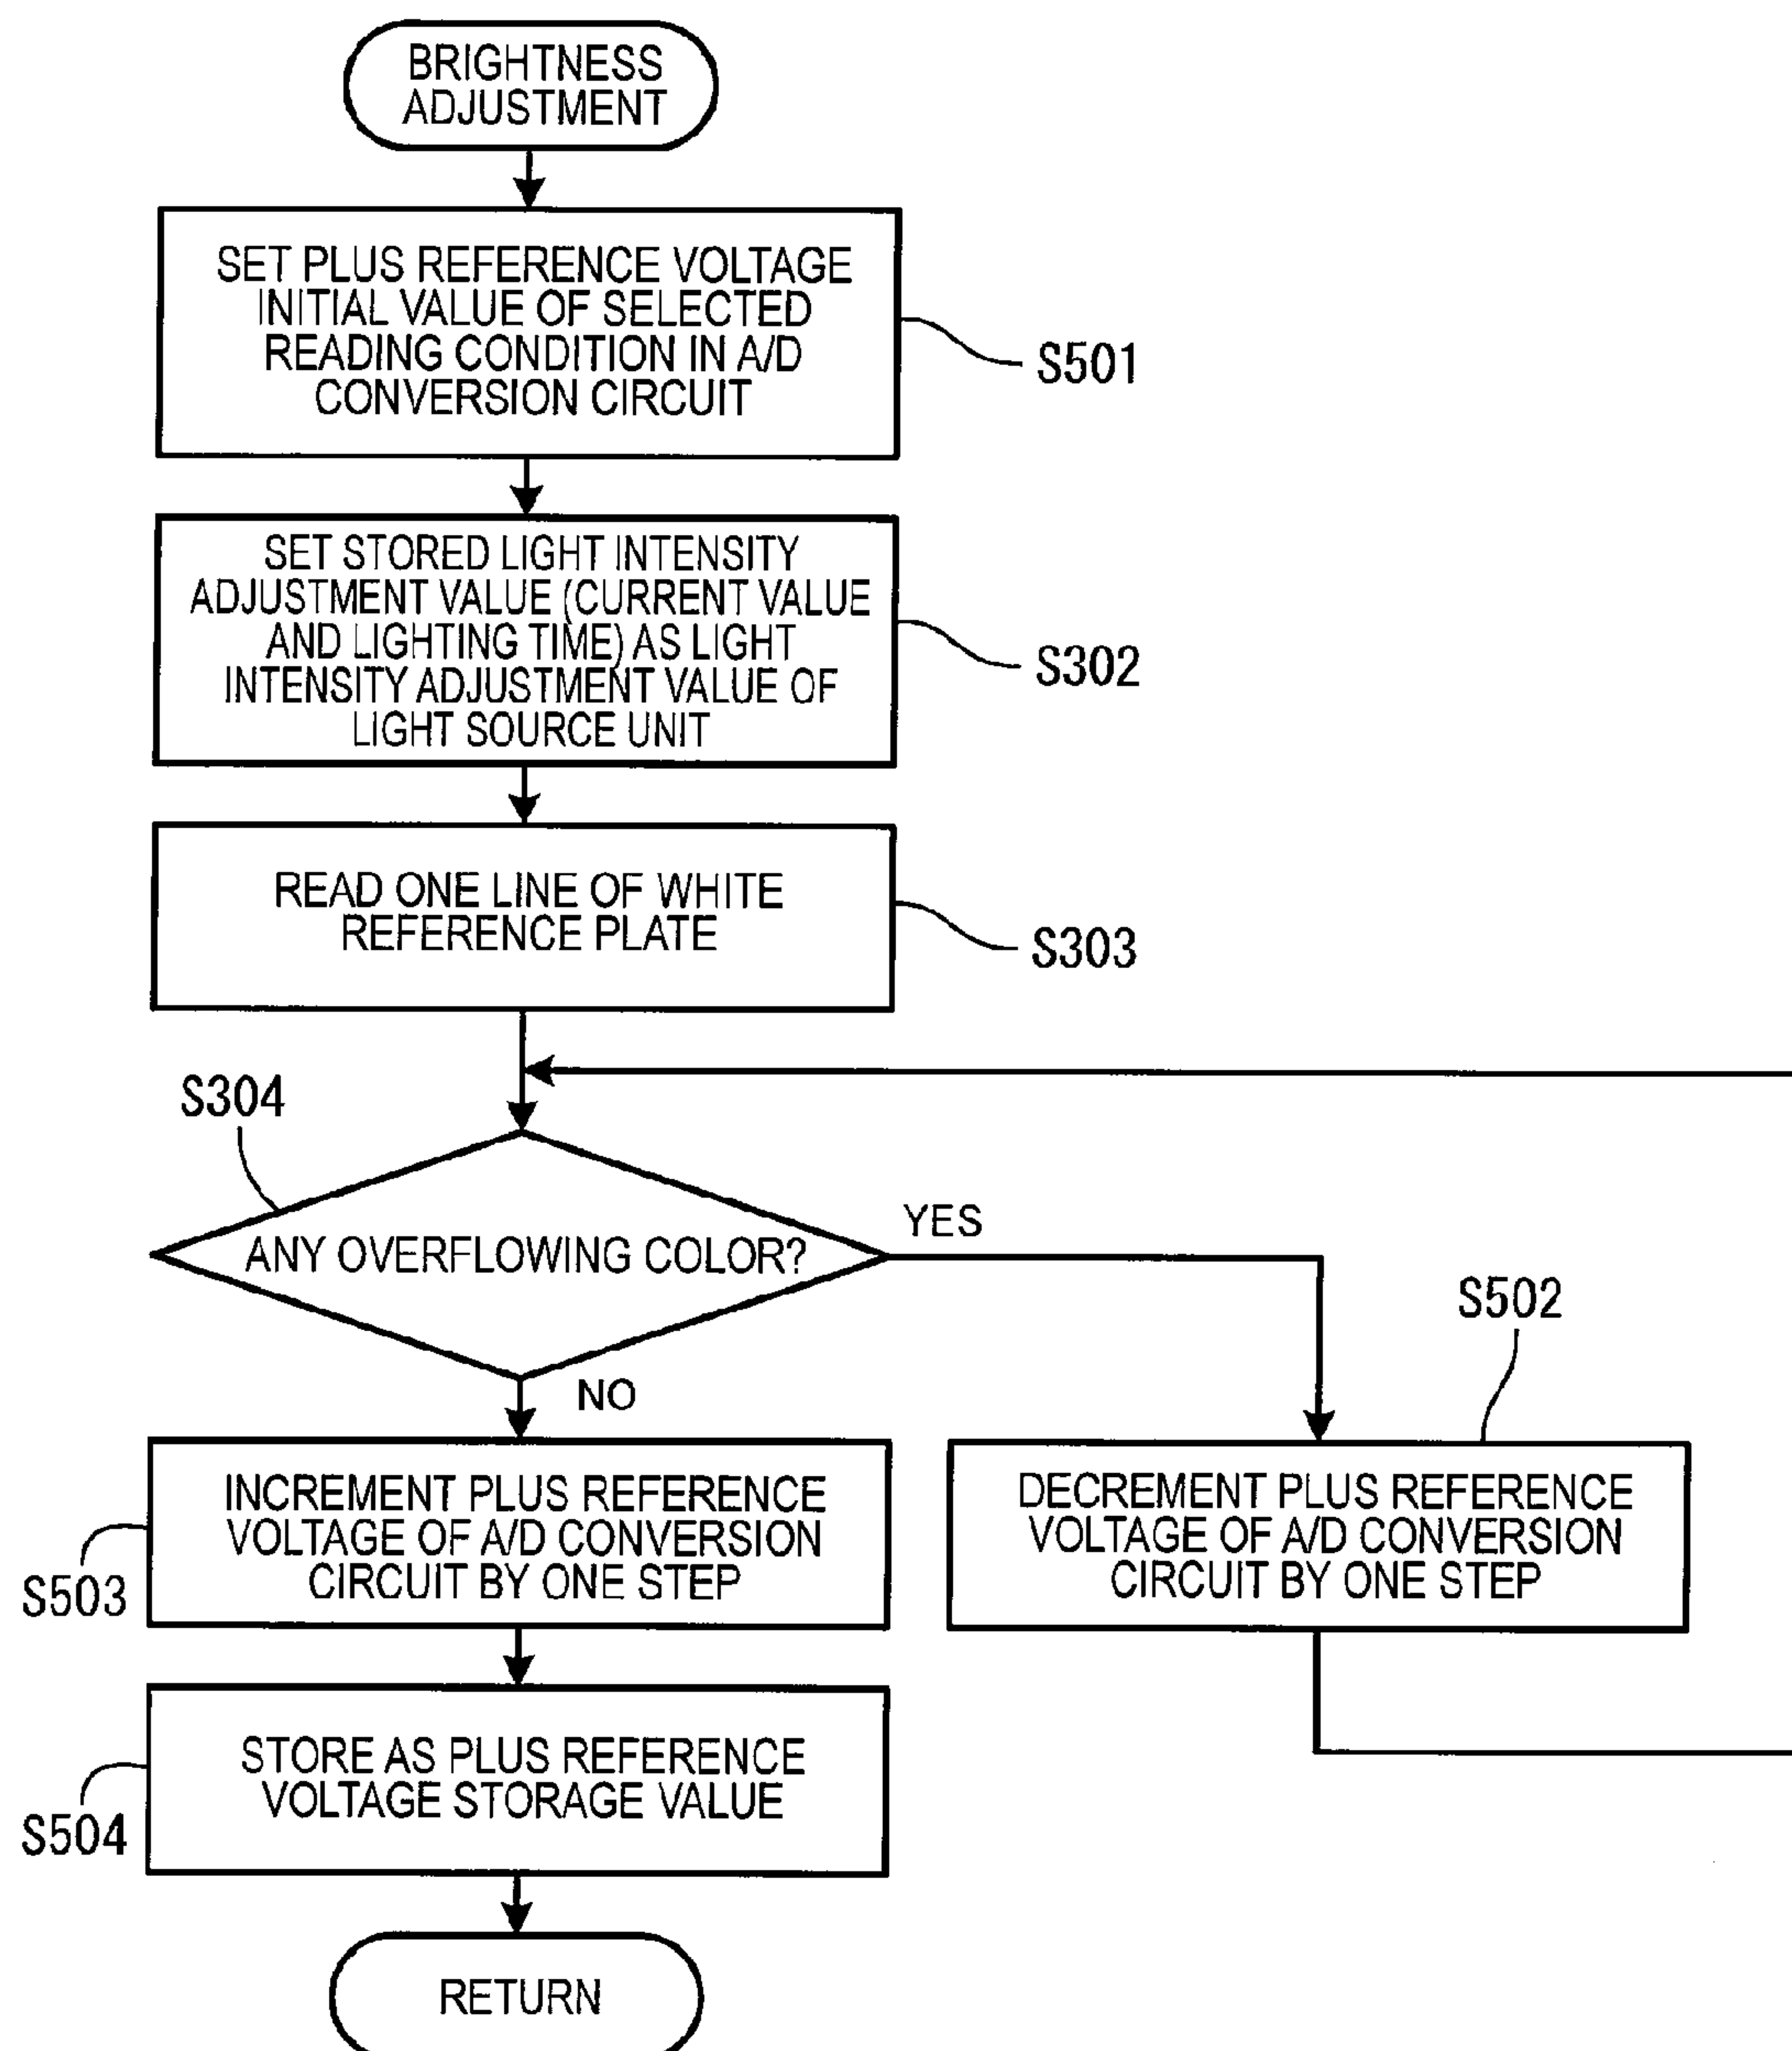 BRIGHTNESS
ADJUSTMENT
SET PLUS REFERENCE VOLTAGE
INITIAL VALUE OF SELECTED
READING CONDITION IN A/D
CONVERSION CIRCUIT
S501
SET STORED LIGHT INTENSITY
ADJUSTMENT VALUE (CURRENT VALUE
AND LIGHTING TIME) AS LIGHT
INTENSITY ADJUSTMENT VALUE OF
LIGHT SOURCE UNIT
S302
READ ONE LINE OF WHITE
REFERENCE PLATE
S303
S304
ANY OVERFLOWING COLOR?
YES
NO
S502
INCREMENT PLUS REFERENCE
VOLTAGE OF A/D CONVERSION
CIRCUIT BY ONE STEP
S503
DECREMENT PLUS REFERENCE
VOLTAGE OF A/D CONVERSION
CIRCUIT BY ONE STEP
STORE AS PLUS REFERENCE
VOLTAGE STORAGE VALUE
S504
RETURN